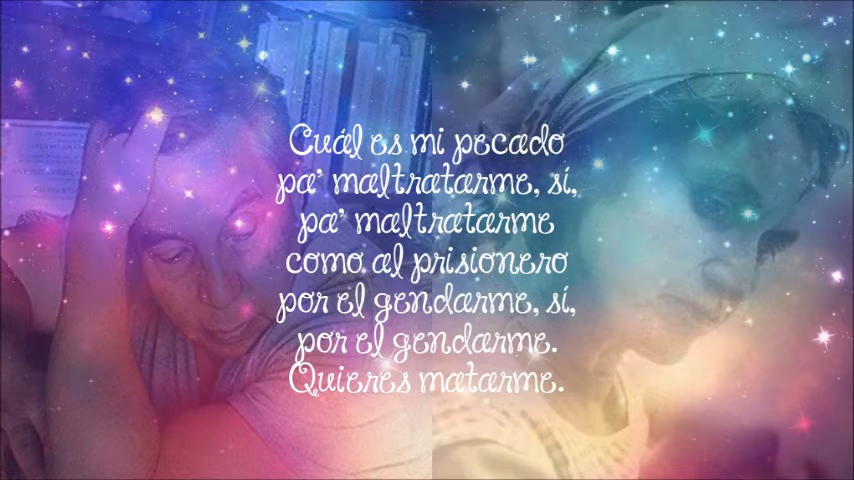 Cuál es mi pecado
pa' maltratarme, sí,
pa' maltratarme
como al prisionero
por el gendarme, sí,
por el gendarme.
Quieres matarme.